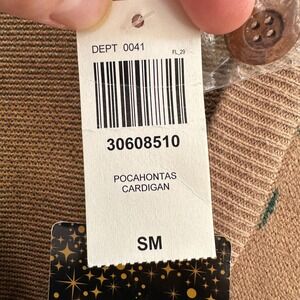 DEPT 0041
FL_29
30608510
POCAHONTAS
CARDIGAN
SM